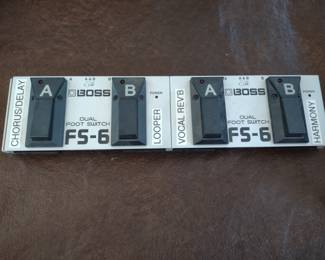 CHORUS/DELAY
A
B
BOSS
POWER
DUAL
FOOT SWITCH
FS-6
LOOPER
VOCAL REV'B
A
B
BOSS
POWER
DUAL
FOOT SWITCH
FS-6
HARMONY